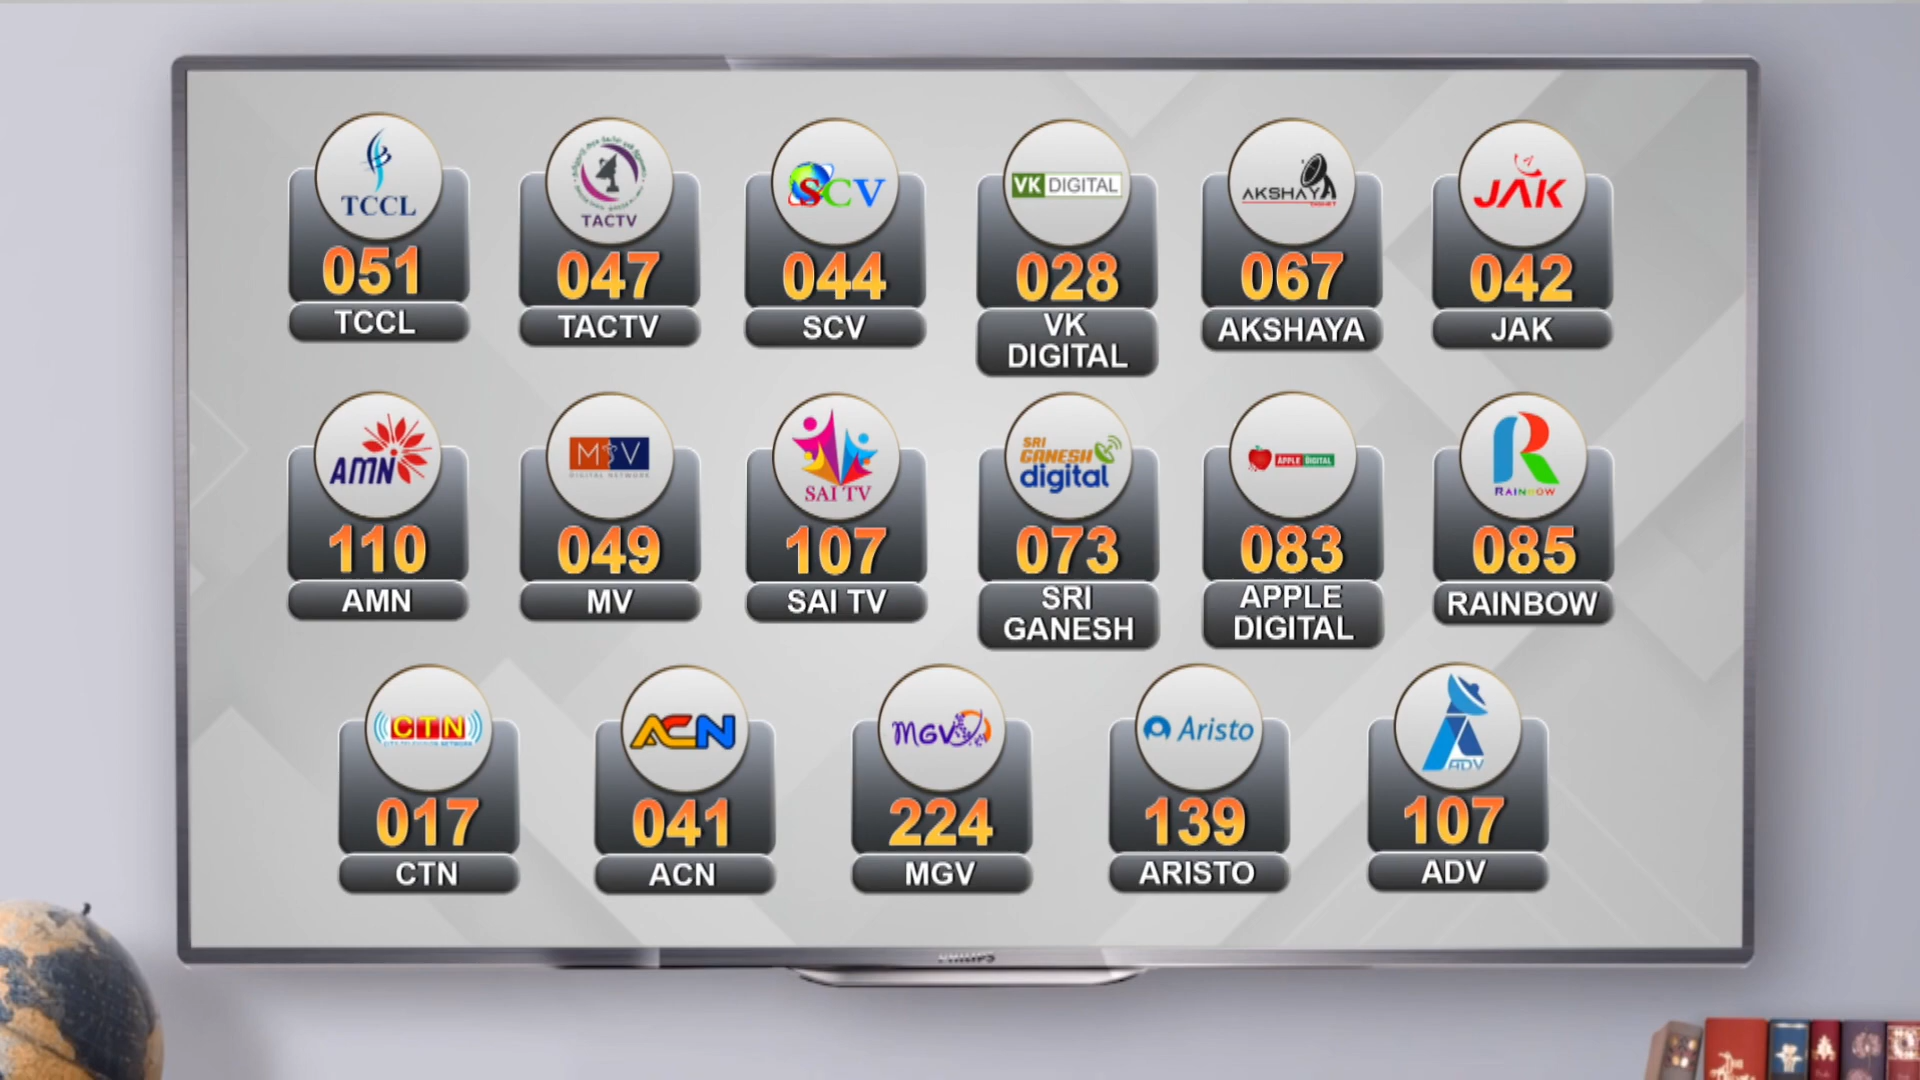 TCCL
TACTV
SCV
VK DIGITAL
AKSHAYA
JAK
051
047
044
028
067
042
TCCL
TACTV
SCV
VK
DIGITAL
AKSHAYA
JAK
AMN
MV
DIGITAL NETWORK
SAI TV
SRI
GANESH
digital
APPLE DIGITAL
RAINBOW
110
049
107
073
083
085
AMN
MV
SAI TV
SRI
GANESH
APPLE
DIGITAL
RAINBOW
CTN
ACN
MGV
Aristo
ADV
017
041
224
139
107
CTN
ACN
MGV
ARISTO
ADV
PHILIPS